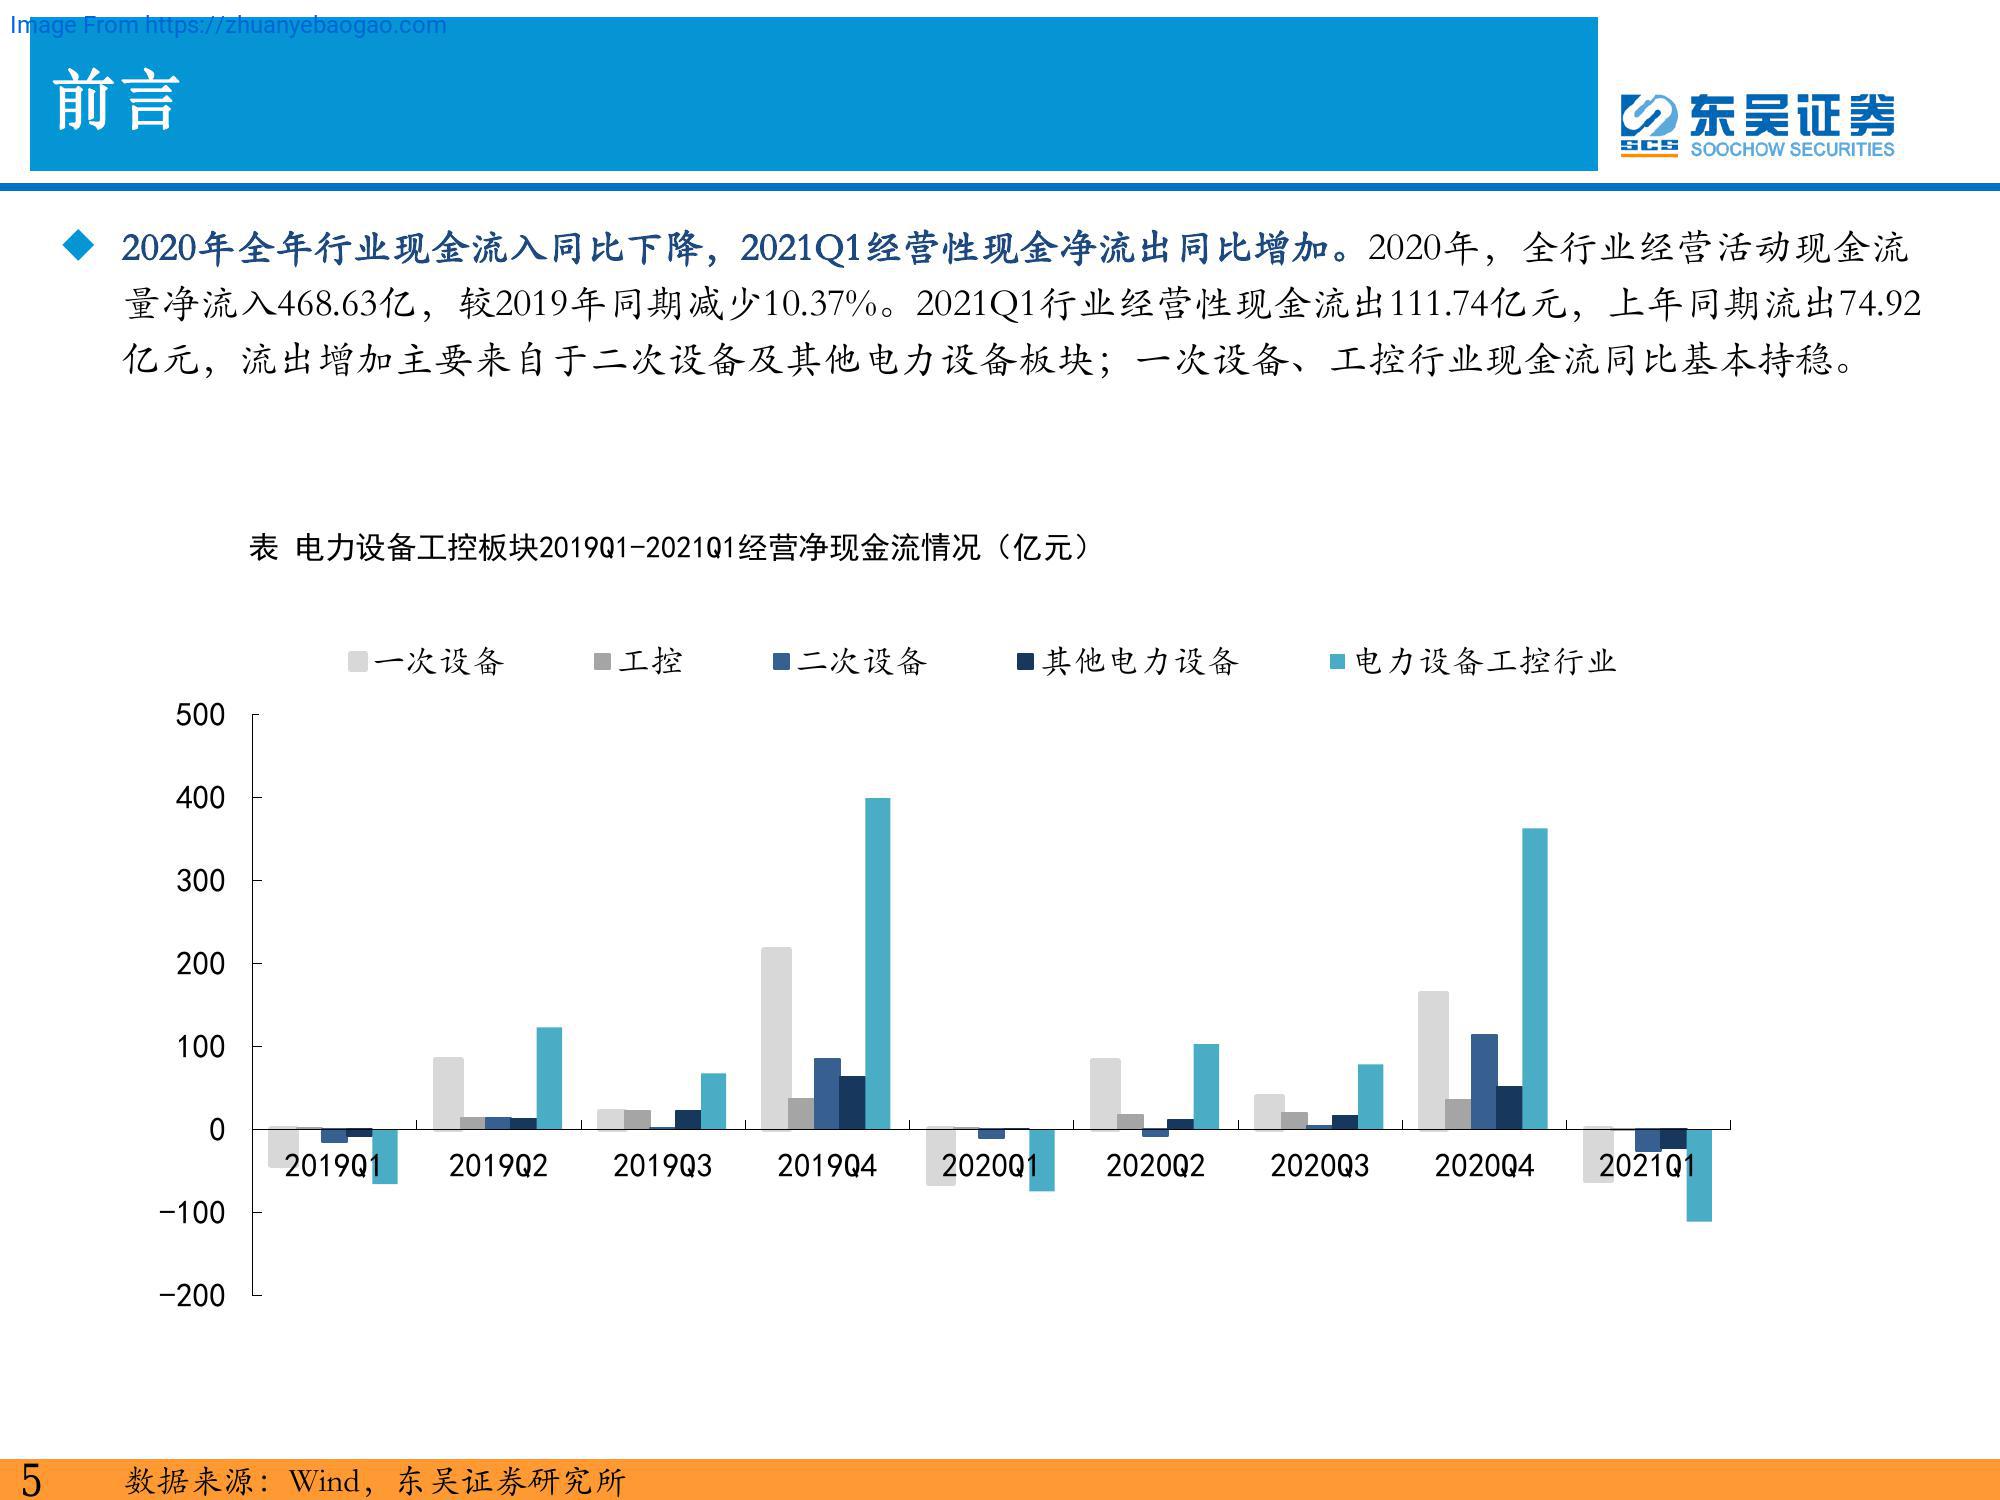 Image From https://zhuanyebaogao.com
前言
东吴证券
SCS
SOOCHOW SECURITIES
2020年全年行业现金流入同比下降，2021Q1经营性现金净流出同比增加。2020年，全行业经营活动现金流
量净流入468.63亿，较2019年同期减少10.37%。2021Q1行业经营性现金流出111.74亿元，上年同期流出74.92
亿元，流出增加主要来自于二次设备及其他电力设备板块；一次设备、工控行业现金流同比基本持稳。
表 电力设备工控板块2019Q1-2021Q1经营净现金流情况（亿元）
一次设备 工控 二次设备 其他电力设备 电力设备工控行业
500
400
300
200
100
0
2019Q1 2019Q2 2019Q3 2019Q4 2020Q1 2020Q2 2020Q3 2020Q4 2021Q1
-100
-200
5 数据来源：Wind，东吴证券研究所